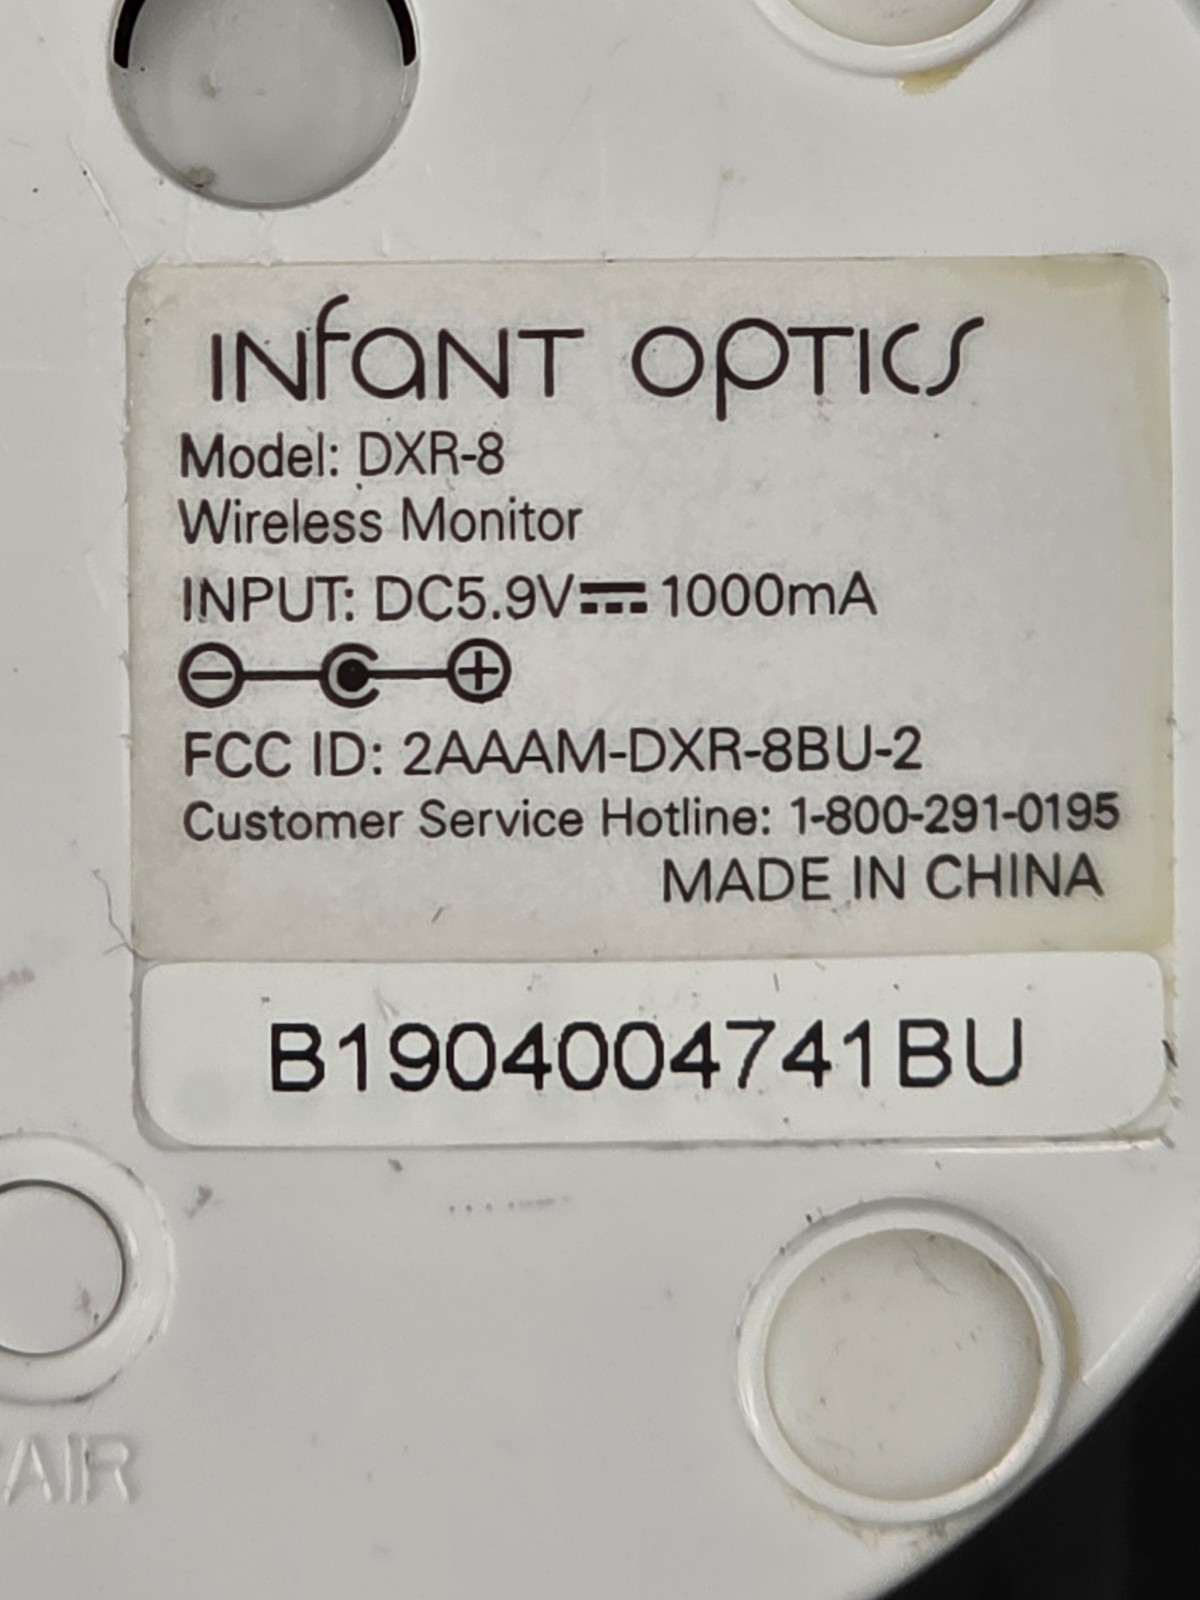 INFANT OPTICS
Model: DXR-8
Wireless Monitor
INPUT: DC5.9V⎓1000mA
FCC ID: 2AAAM-DXR-8BU-2
Customer Service Hotline: 1-800-291-0195
MADE IN CHINA
B1904004741BU
AIR